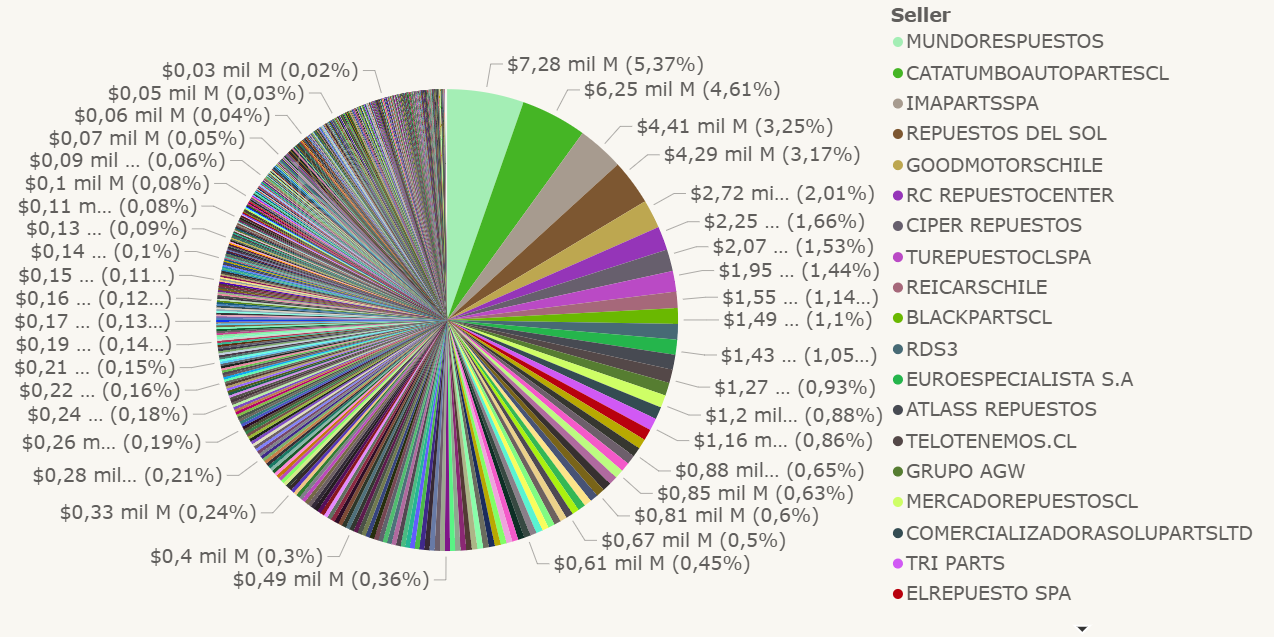 $7,28 mil M (5,37%)
$6,25 mil M (4,61%)
$4,41 mil M (3,25%)
$4,29 mil M (3,17%)
$2,72 mi... (2,01%)
$2,25 ... (1,66%)
$2,07 ... (1,53%)
$1,95 ... (1,44%)
$1,55 ... (1,14...)
$1,49 ... (1,1%)
$1,43 ... (1,05...)
$1,27 ... (0,93%)
$1,2 mil... (0,88%)
$1,16 m... (0,86%)
$0,88 mil... (0,65%)
$0,85 mil M (0,63%)
$0,81 mil M (0,6%)
$0,67 mil M (0,5%)
$0,61 mil M (0,45%)
$0,49 mil M (0,36%)
$0,4 mil M (0,3%)
$0,33 mil M (0,24%)
$0,28 mil... (0,21%)
$0,26 m... (0,19%)
$0,24 ... (0,18%)
$0,22 ... (0,16%)
$0,21 ... (0,15%)
$0,19 ... (0,14...)
$0,17 ... (0,13...)
$0,16 ... (0,12...)
$0,15 ... (0,11...)
$0,14 ... (0,1%)
$0,13 ... (0,09%)
$0,11 m... (0,08%)
$0,1 mil M (0,08%)
$0,09 mil ... (0,06%)
$0,07 mil M (0,05%)
$0,06 mil M (0,04%)
$0,05 mil M (0,03%)
$0,03 mil M (0,02%)
Seller
MUNDORESPUESTOS
CATATUMBOAUTOPARTESCL
IMAPARTSSPA
REPUESTOS DEL SOL
GOODMOTORSCHILE
RC REPUESTOCENTER
CIPER REPUESTOS
TUREPUESTOCLSPA
REICARSCHILE
BLACKPARTSCL
RDS3
EUROESPECIALISTA S.A
ATLASS REPUESTOS
TELOTENEMOS.CL
GRUPO AGW
MERCADOREPUESTOSCL
COMERCIALIZADORASOLUPARTSLTD
TRI PARTS
ELREPUESTO SPA